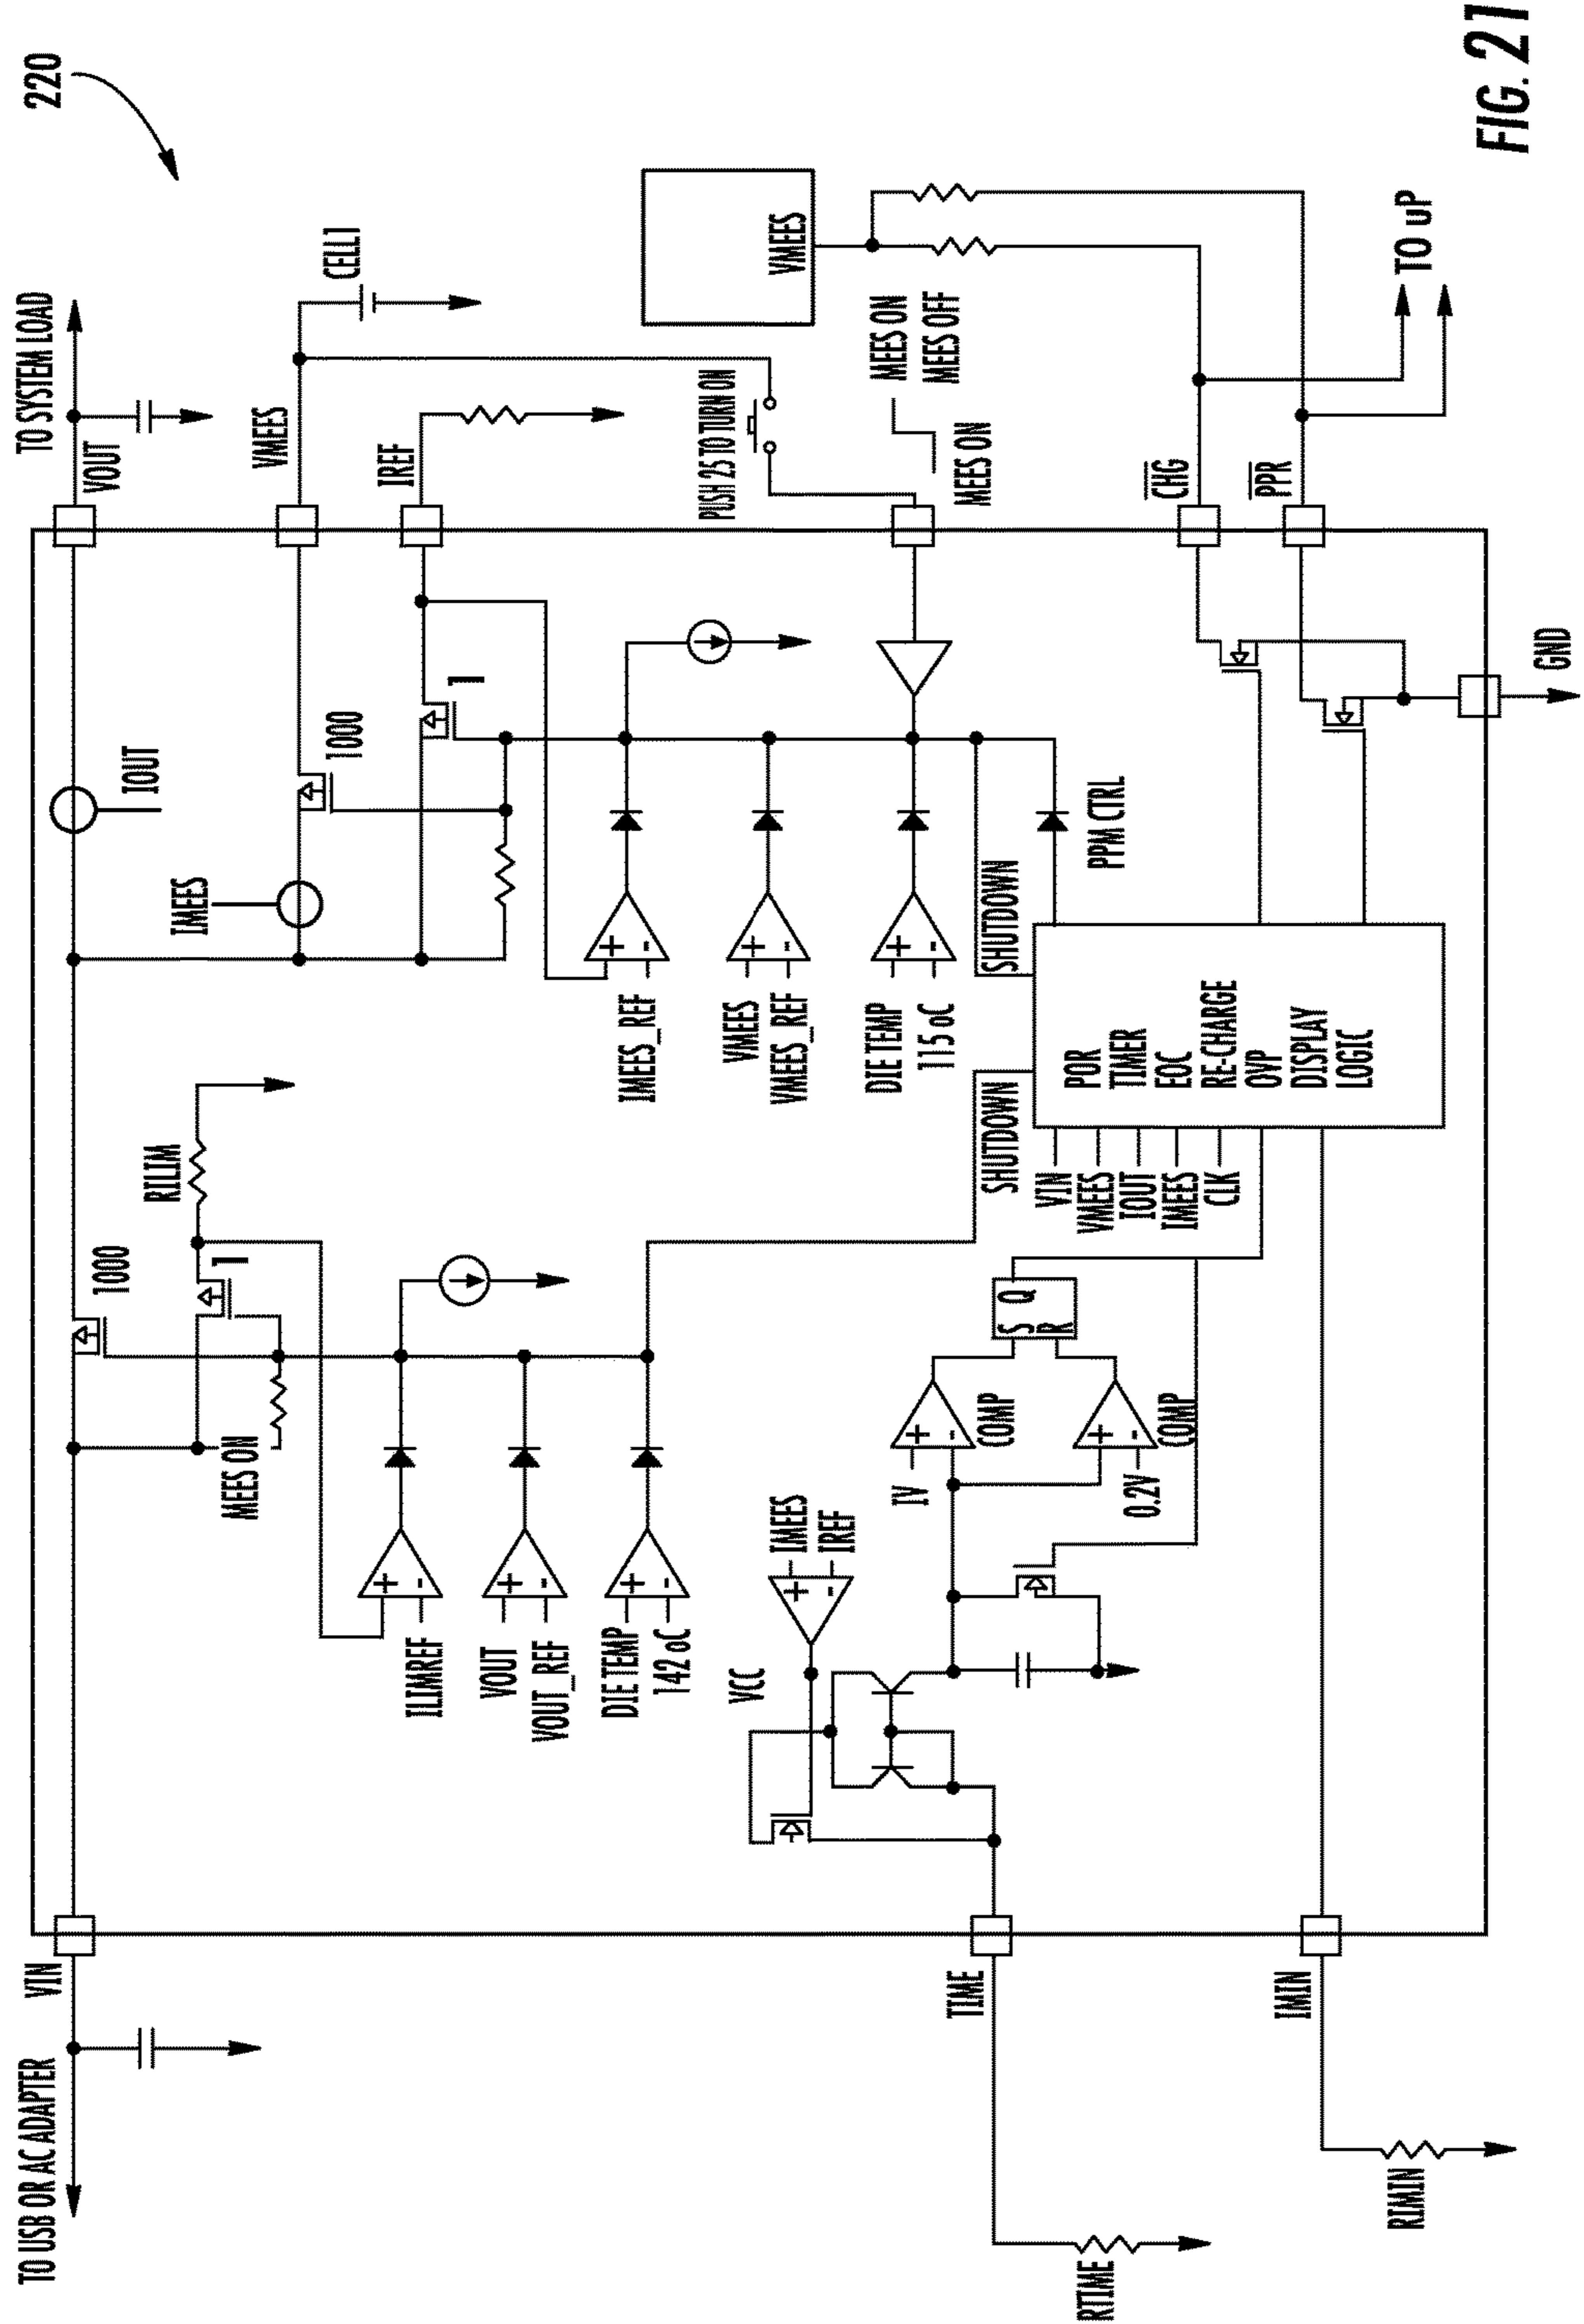 220
TO SYSTEM LOAD
VOUT
VMEES
CELL1
IREF
PUSH 2S TO TURN ON
MEES ON
MEES OFF
MEES ON
VMEES
CHG
PPR
TO uP
GND
IOUT
IMEES
1000
1
IMEES_REF
VMEES
VMEES_REF
DIE TEMP
115 oC
+
-
+
-
+
-
SHUTDOWN
PPM CTRL
POR
TIMER
EOC
RE-CHARGE
OVP
DISPLAY
LOGIC
SHUTDOWN
VIN
VMEES
IOUT
IMEES
CLK
RILIM
1000
1
MEES ON
ILIMREF
VOUT
VOUT_REF
DIE TEMP
142 oC
+
-
+
-
+
-
S Q
R
COMP
COMP
+
-
+
-
1V
0.2V
IMEES
IREF
+
-
VCC
VIN
TO USB OR AC ADAPTER
TIME
IMIN
RTIME
RIMIN
FIG. 21